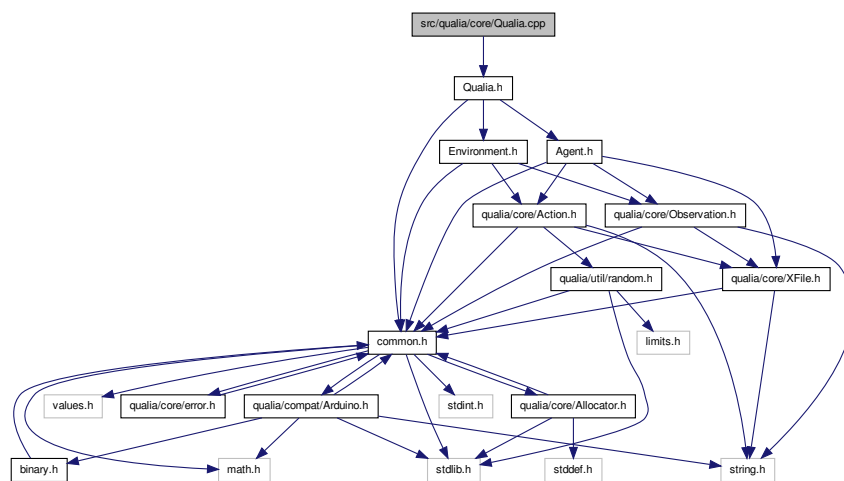 src/qualia/core/Qualia.cpp
Qualia.h
Environment.h
Agent.h
qualia/core/Action.h
qualia/core/Observation.h
qualia/util/random.h
qualia/core/XFile.h
common.h
limits.h
values.h
qualia/core/error.h
qualia/compat/Arduino.h
stdint.h
qualia/core/Allocator.h
binary.h
math.h
stdlib.h
stddef.h
string.h